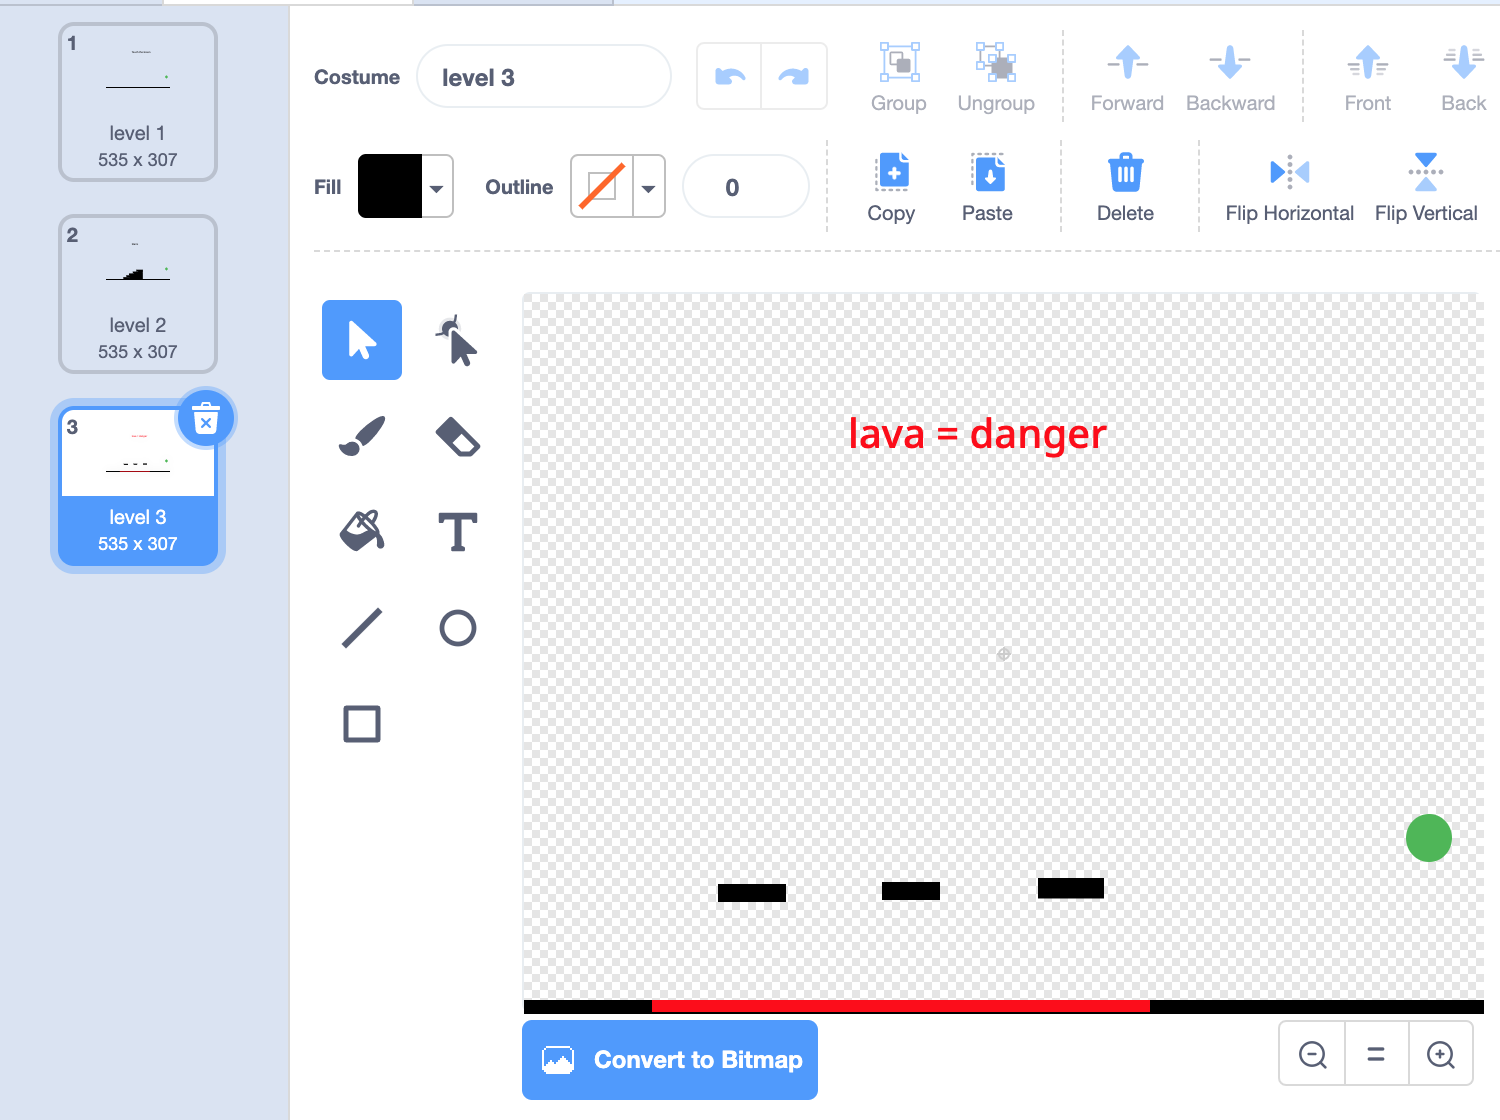 1
level 1
535 x 307
2
level 2
535 x 307
3
level 3
535 x 307
Costume
level 3
Group
Ungroup
Forward
Backward
Front
Back
Fill
Outline
0
Copy
Paste
Delete
Flip Horizontal
Flip Vertical
lava = danger
Convert to Bitmap